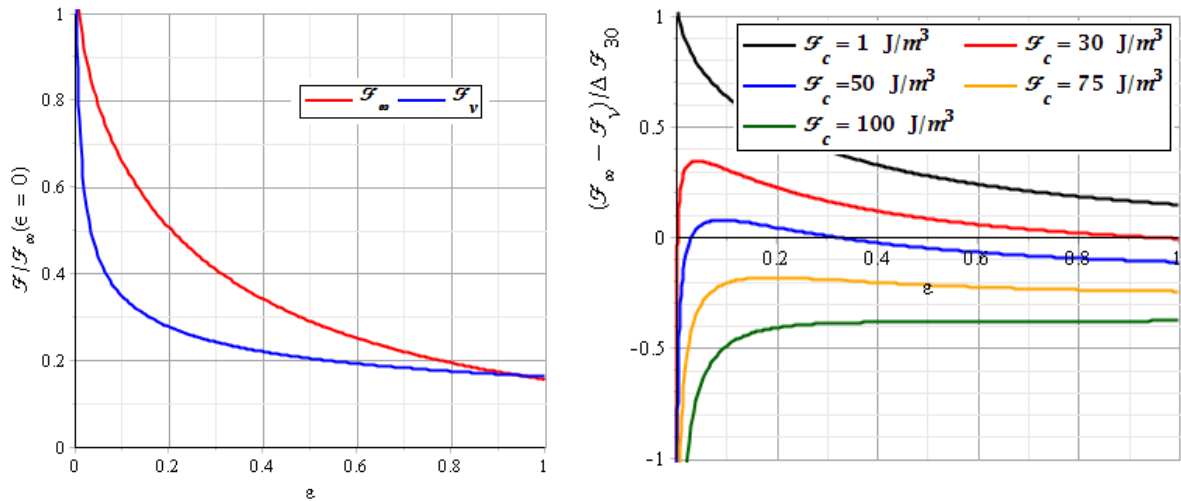 1
0.8
0.6
0.4
0.2
0
0 0.2 0.4 0.6 0.8 1
ε
ℱ/ℱ∞(ϵ = 0)
ℱ∞ ℱv
1
0.5
0
-0.5
-1
0.2 0.4 0.6 0.8 1
ε
(ℱ∞ − ℱv)/Δℱ30
ℱc = 1 J/m³ ℱc = 30 J/m³
ℱc =50 J/m³ ℱc = 75 J/m³
ℱc = 100 J/m³